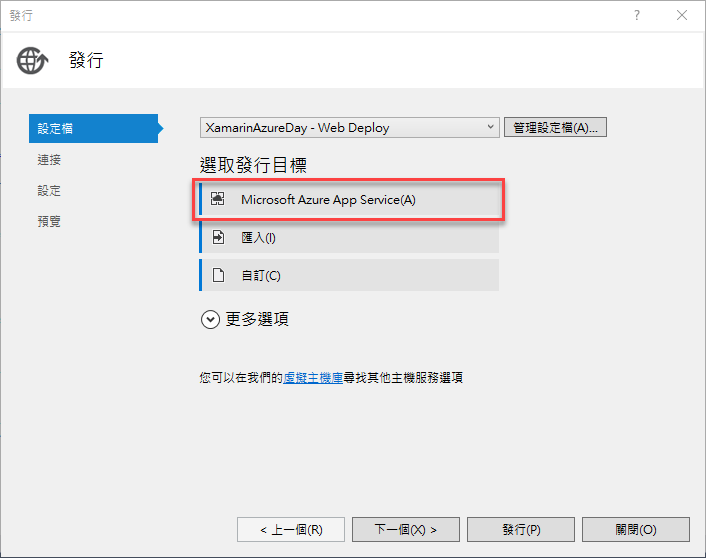 發行
?
發行
設定檔
連接
設定
預覽
XamarinAzureDay - Web Deploy
管理設定檔(A)...
選取發行目標
Microsoft Azure App Service(A)
匯入(I)
自訂(C)
更多選項
您可以在我們的虛擬主機庫尋找其他主機服務選項
< 上一個(R)
下一個(X) >
發行(P)
關閉(O)